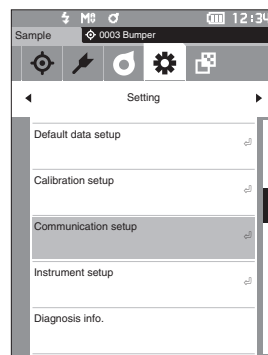 M 12:34
Sample 0003 Bumper
Setting
Default data setup
Calibration setup
Communication setup
Instrument setup
Diagnosis info.